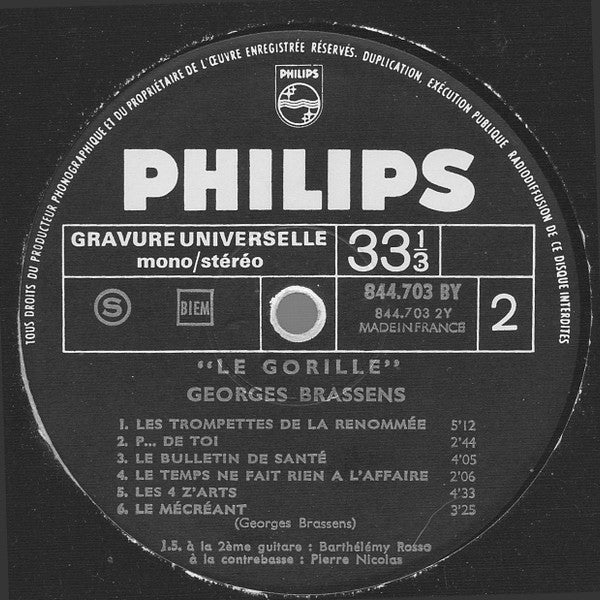 TOUS DROITS DU PRODUCTEUR PHONOGRAPHIQUE ET DU PROPRIÉTAIRE DE L'ŒUVRE ENREGISTRÉE RÉSERVÉS. DUPLICATION, EXÉCUTION PUBLIQUE RADIODIFFUSION DE CE DISQUE INTERDITES
PHILIPS
PHILIPS
GRAVURE UNIVERSELLE
mono/stéréo
33 1/3
S
BIEM
844.703 BY
844.703 2Y
MADE IN FRANCE
2
"LE GORILLE"
GEORGES BRASSENS
1. LES TROMPETTES DE LA RENOMMÉE 5'12
2. P... DE TOI 2'44
3. LE BULLETIN DE SANTÉ 4'05
4. LE TEMPS NE FAIT RIEN A L'AFFAIRE 2'06
5. LES 4 Z'ARTS 4'33
6. LE MÉCRÉANT 3'25
(Georges Brassens)
1.5. à la 2ème guitare : Barthélémy Rosso
à la contrebasse : Pierre Nicolas